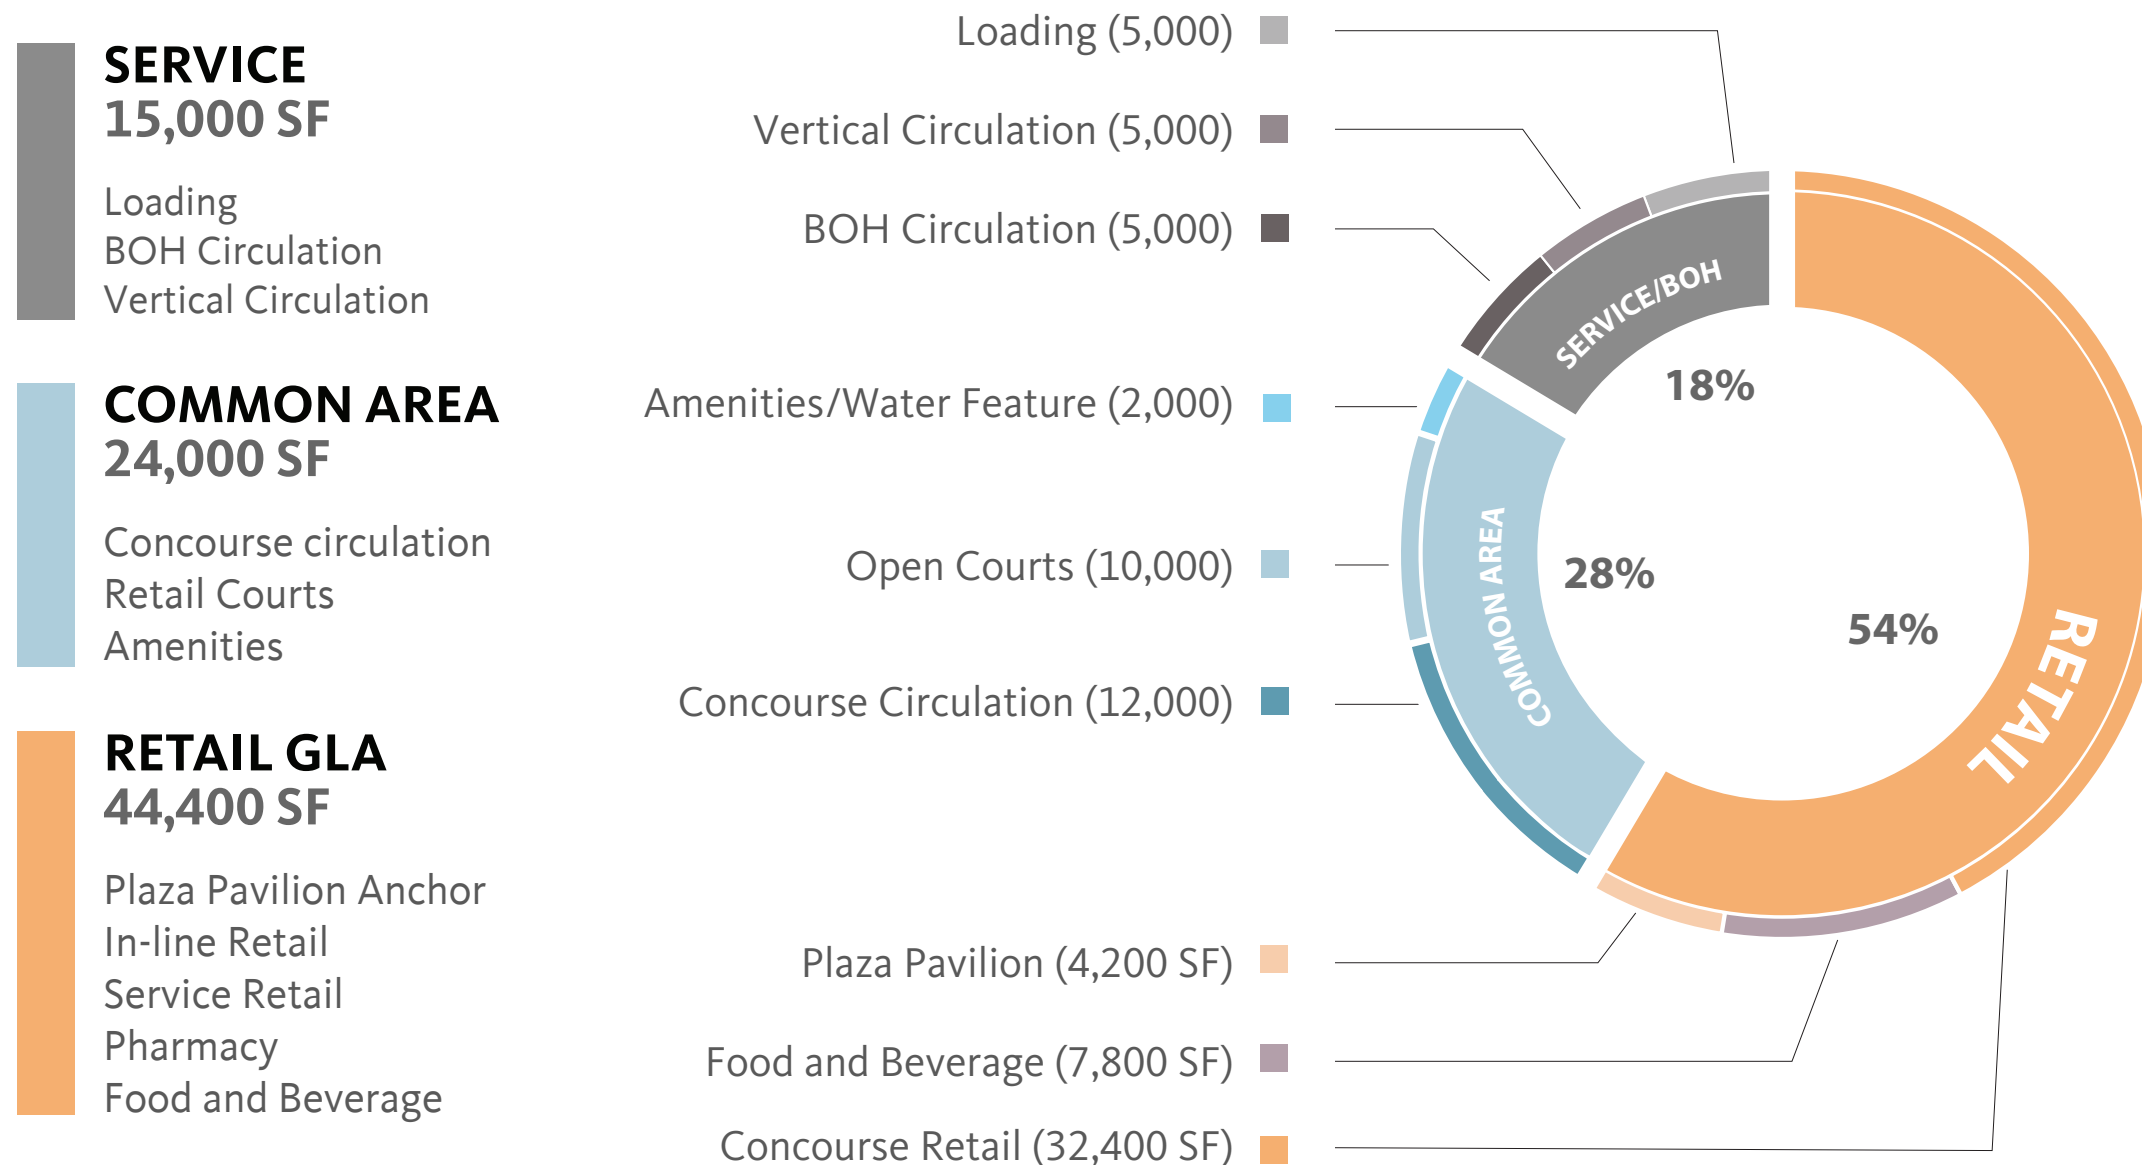 SERVICE
15,000 SF
Loading
BOH Circulation
Vertical Circulation
COMMON AREA
24,000 SF
Concourse circulation
Retail Courts
Amenities
RETAIL GLA
44,400 SF
Plaza Pavilion Anchor
In-line Retail
Service Retail
Pharmacy
Food and Beverage
Loading (5,000)
Vertical Circulation (5,000)
BOH Circulation (5,000)
Amenities/Water Feature (2,000)
Open Courts (10,000)
Concourse Circulation (12,000)
Plaza Pavilion (4,200 SF)
Food and Beverage (7,800 SF)
Concourse Retail (32,400 SF)
SERVICE/BOH
18%
COMMON AREA
28%
54%
RETAIL